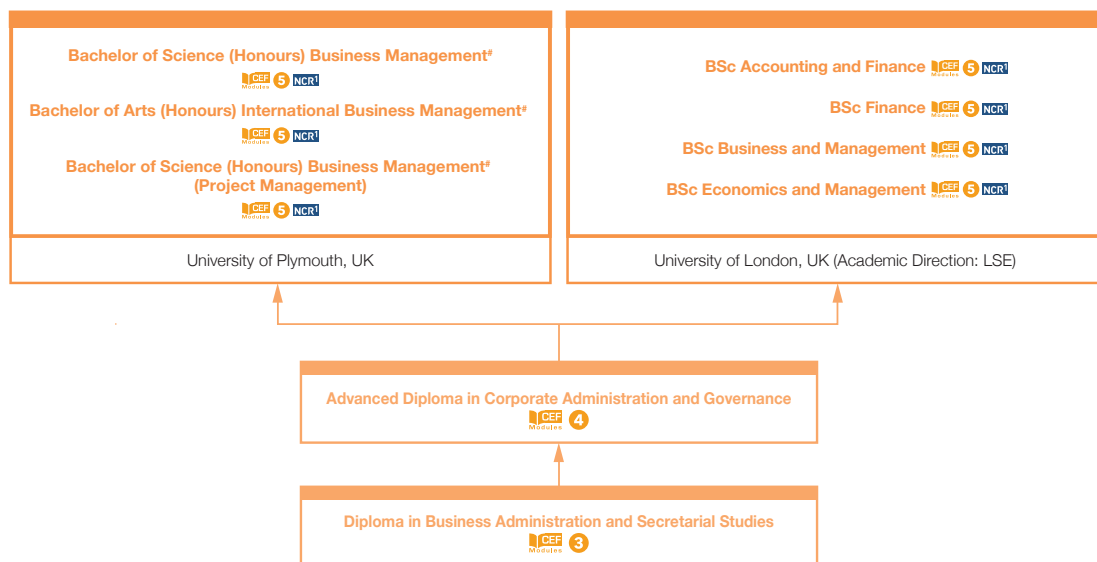 Bachelor of Science (Honours) Business Management#
CEF Modules 5 NCR1
Bachelor of Arts (Honours) International Business Management#
CEF Modules 5 NCR1
Bachelor of Science (Honours) Business Management#
(Project Management)
CEF Modules 5 NCR1
University of Plymouth, UK
BSc Accounting and Finance CEF Modules 5 NCR1
BSc Finance CEF Modules 5 NCR1
BSc Business and Management CEF Modules 5 NCR1
BSc Economics and Management CEF Modules 5 NCR1
University of London, UK (Academic Direction: LSE)
Advanced Diploma in Corporate Administration and Governance
CEF Modules 4
Diploma in Business Administration and Secretarial Studies
CEF Modules 3